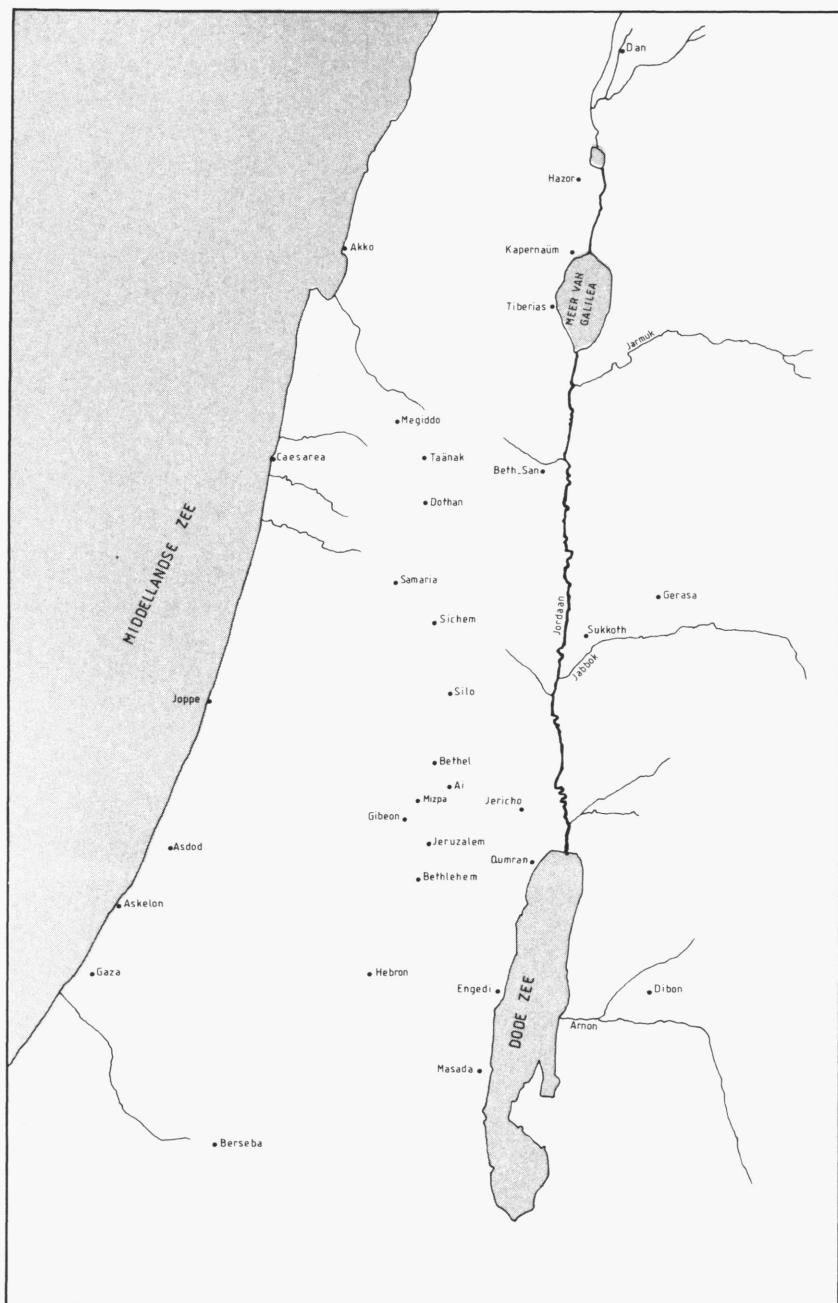 Dan
Hazor
Akko
Kapernaüm
MEER VAN
GALILEA
Tiberias
Jarmuk
Megiddo
Caesarea
Taänak
Beth-San
Dothan
MIDDELLANDSE ZEE
Samaria
Gerasa
Jordaan
Sichem
Sukkoth
Jabbok
Silo
Joppe
Bethel
Ai
Mizpa
Jericho
Gibeon
Jeruzalem
Asdod
Qumran
Bethlehem
Askelon
Gaza
Hebron
Engedi
DODE ZEE
Dibon
Arnon
Masada
Berseba